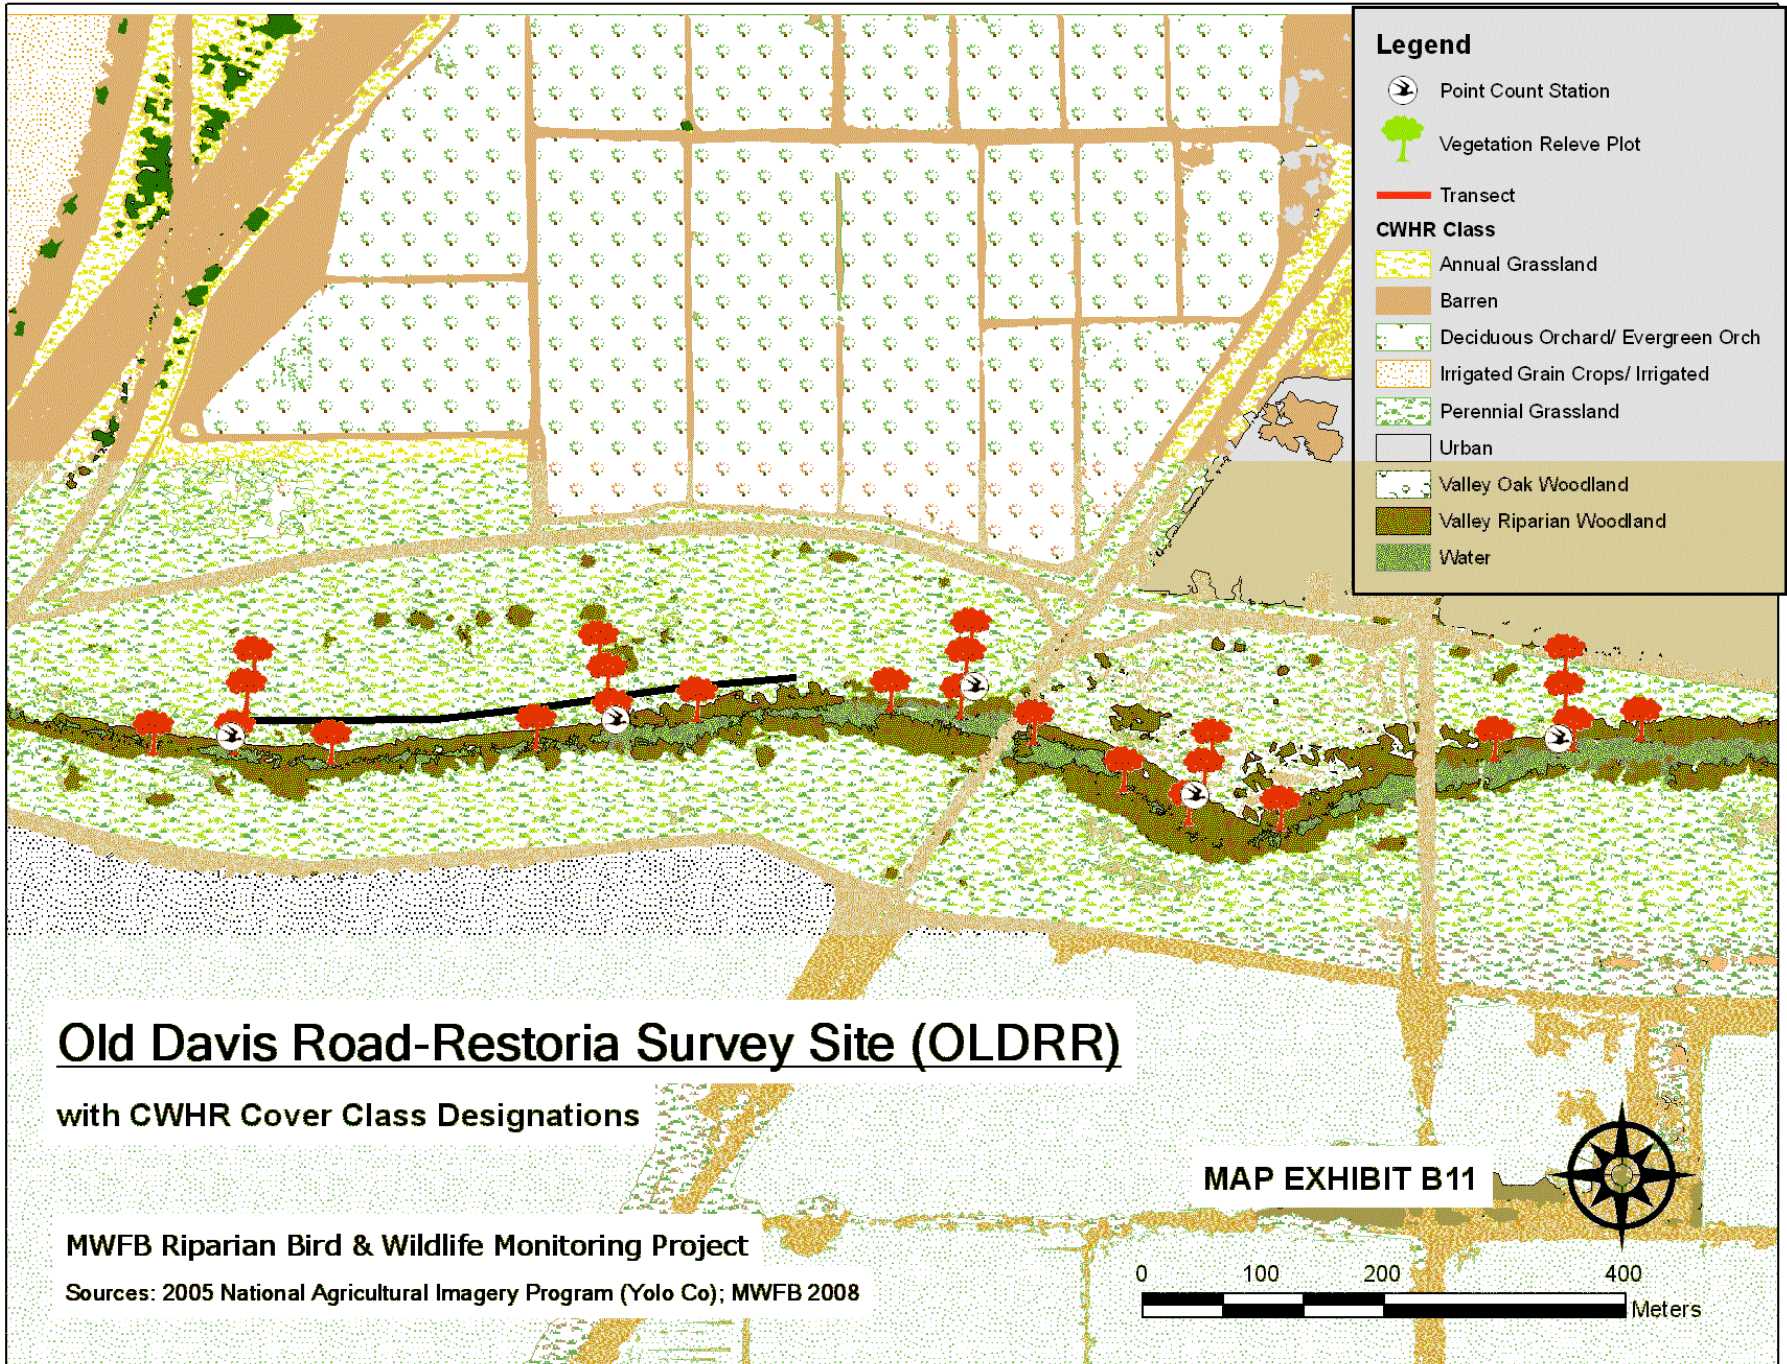 Legend
Point Count Station
Vegetation Releve Plot
Transect
CWHR Class
Annual Grassland
Barren
Deciduous Orchard/ Evergreen Orch
Irrigated Grain Crops/ Irrigated
Perennial Grassland
Urban
Valley Oak Woodland
Valley Riparian Woodland
Water
Old Davis Road-Restoria Survey Site (OLDRR)
with CWHR Cover Class Designations
MAP EXHIBIT B11
MWFB Riparian Bird & Wildlife Monitoring Project
Sources: 2005 National Agricultural Imagery Program (Yolo Co); MWFB 2008
0 100 200 400
Meters